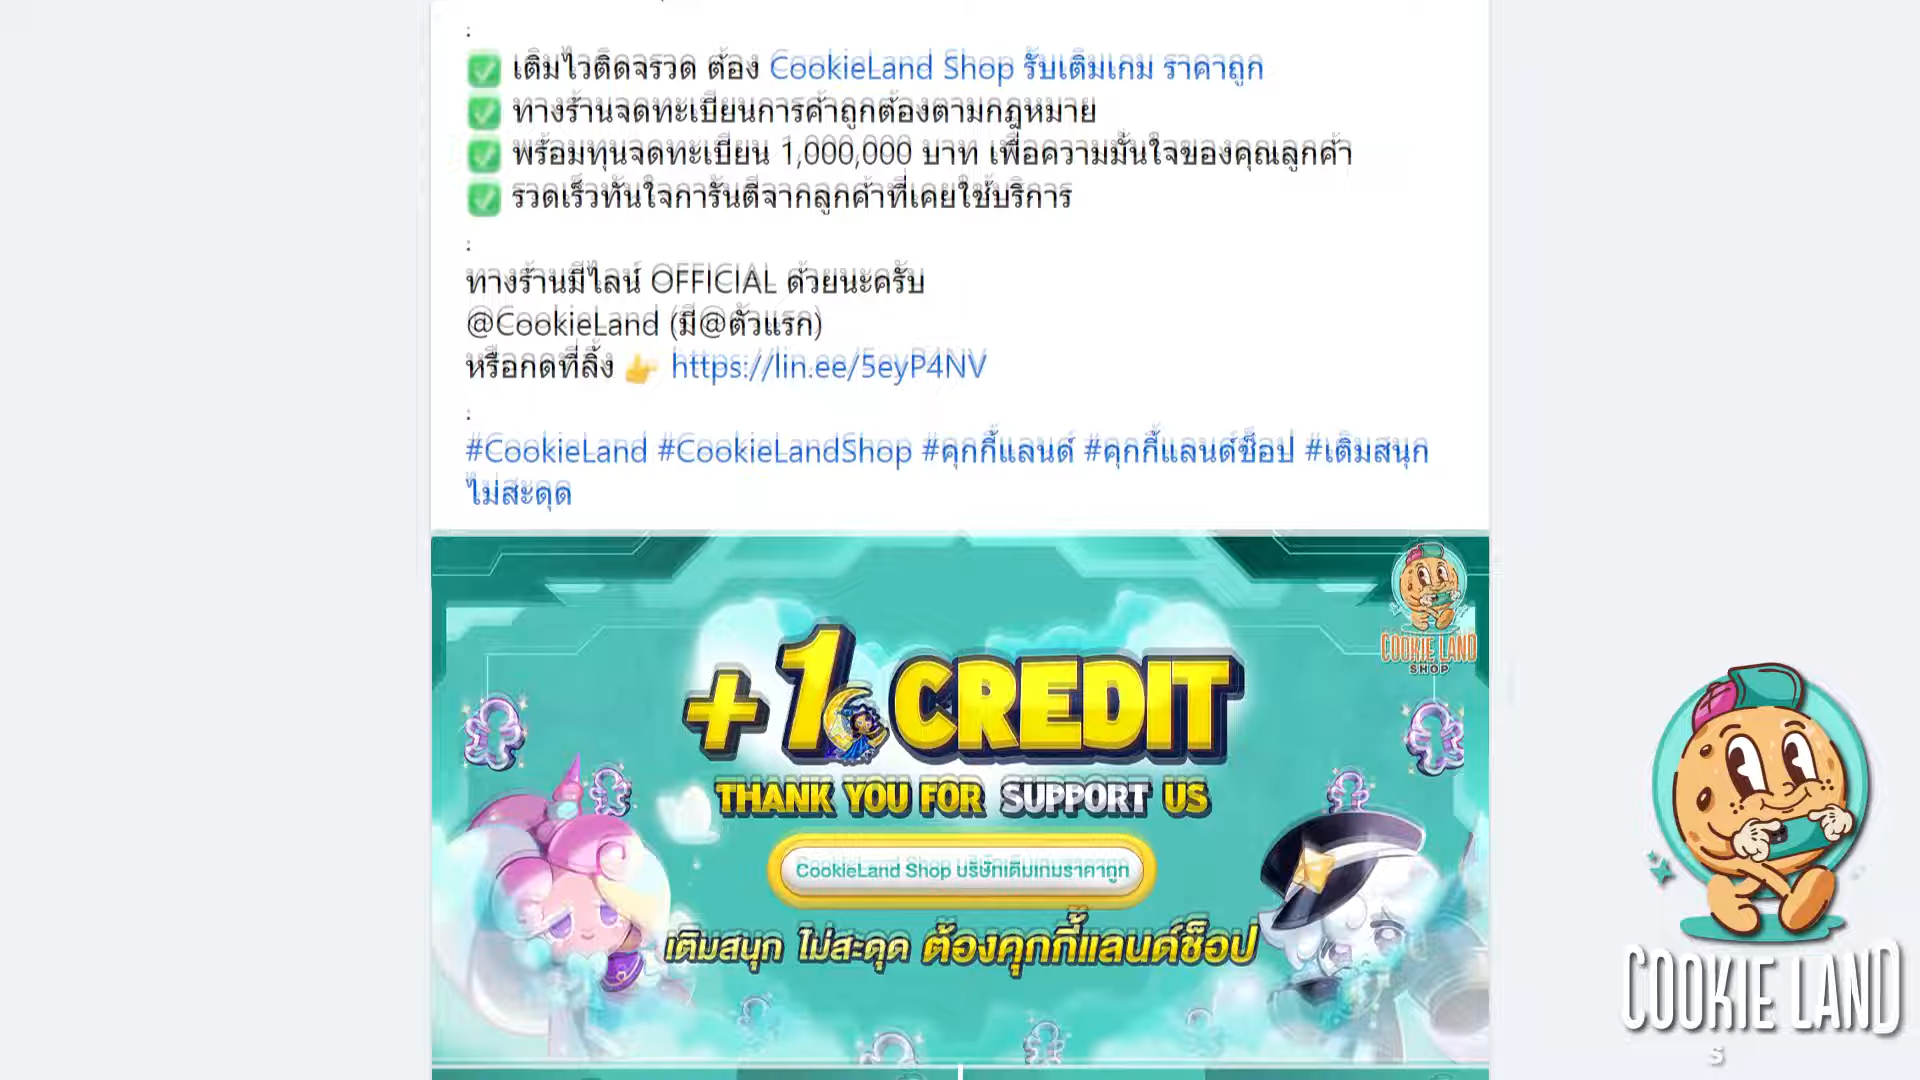 :
✅ เติมไวติดจรวด ต้อง CookieLand Shop รับเติมเกม ราคาถูก
✅ ทางร้านจดทะเบียนการค้าถูกต้องตามกฎหมาย
✅ พร้อมทุนจดทะเบียน 1,000,000 บาท เพื่อความมั่นใจของคุณลูกค้า
✅ รวดเร็วทันใจการันตีจากลูกค้าที่เคยใช้บริการ
:
ทางร้านมีไลน์ OFFICIAL ด้วยนะครับ
@CookieLand (มี@ตัวแรก)
หรือกดที่ลิ้ง 👉 https://lin.ee/5eyP4NV
:
#CookieLand #CookieLandShop #คุกกี้แลนด์ #คุกกี้แลนด์ช็อป #เติมสนุก
ไม่สะดุด
COOKIE LAND
SHOP
+1 CREDIT
THANK YOU FOR SUPPORT US
CookieLand Shop บริษัทเติมเกมราคาถูก
เติมสนุก ไม่สะดุด ต้องคุกกี้แลนด์ช็อป
COOKIE LAND
S